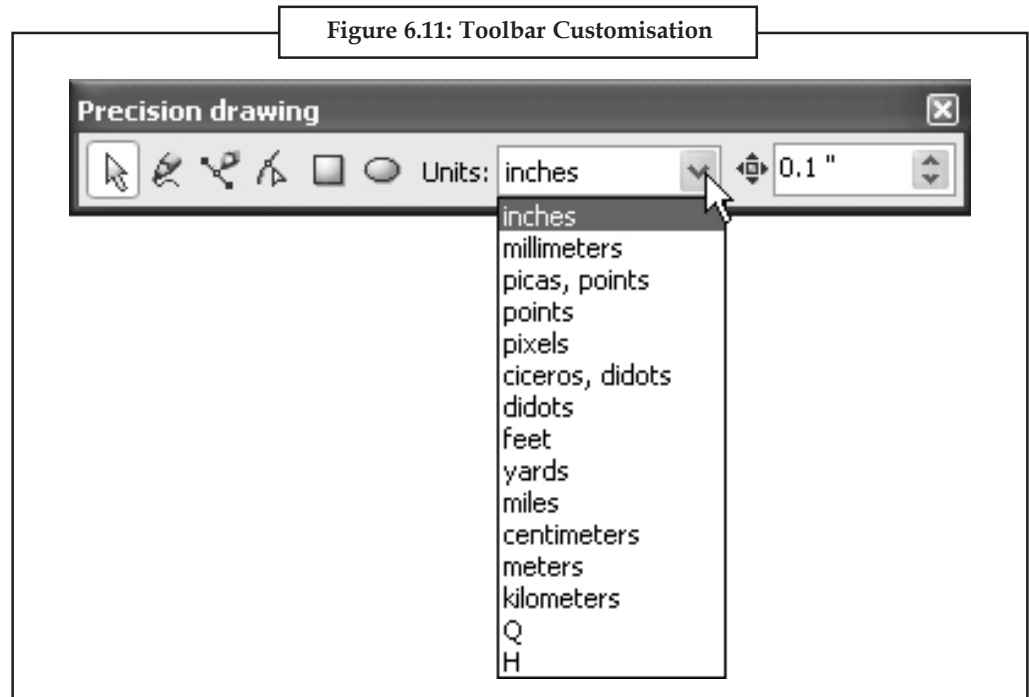 Figure 6.11: Toolbar Customisation
Precision drawing
Units: inches 0.1 "
inches
millimeters
picas, points
points
pixels
ciceros, didots
didots
feet
yards
miles
centimeters
meters
kilometers
Q
H